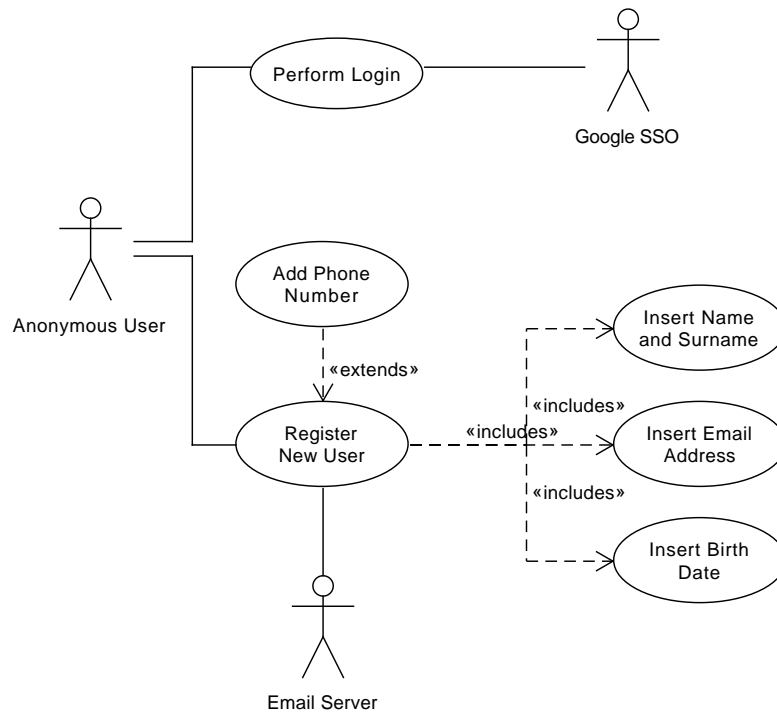 Perform Login
Google SSO
Anonymous User
Add Phone
Number
«extends»
Insert Name
and Surname
«includes»
Register
New User
«includes»
Insert Email
Address
«includes»
Insert Birth
Date
Email Server